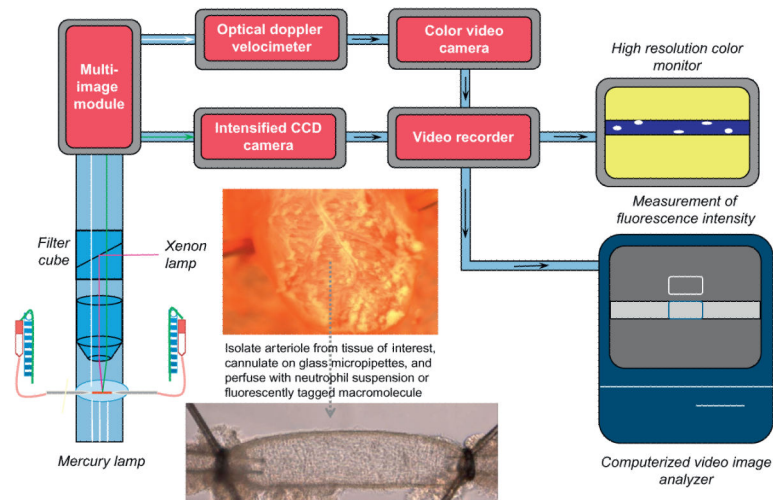 Optical doppler
velocimeter
Color video
camera
High resolution color
monitor
Multi-
image
module
Intensified CCD
camera
Video recorder
Measurement of
fluorescence intensity
Filter
cube
Xenon
lamp
Isolate arteriole from tissue of interest,
cannulate on glass micropipettes, and
perfuse with neutrophil suspension or
fluorescently tagged macromolecule
Mercury lamp
Computerized video image
analyzer